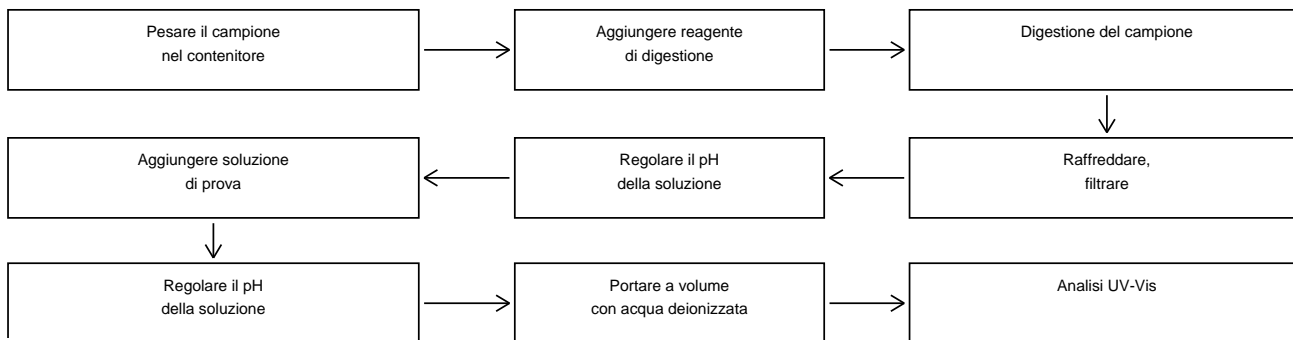 Pesare il campione
nel contenitore
Aggiungere reagente
di digestione
Digestione del campione
Raffreddare,
filtrare
Regolare il pH
della soluzione
Aggiungere soluzione
di prova
Regolare il pH
della soluzione
Portare a volume
con acqua deionizzata
Analisi UV-Vis